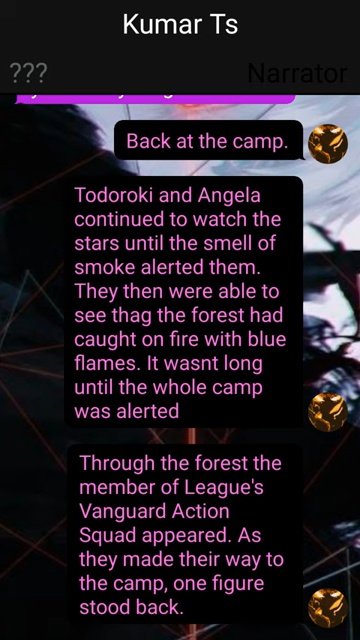 Kumar Ts
???
Narrator
Back at the camp.
Todoroki and Angela
continued to watch the
stars until the smell of
smoke alerted them.
They then were able to
see thag the forest had
caught on fire with blue
flames. It wasnt long
until the whole camp
was alerted
Through the forest the
member of League's
Vanguard Action
Squad appeared. As
they made their way to
the camp, one figure
stood back.